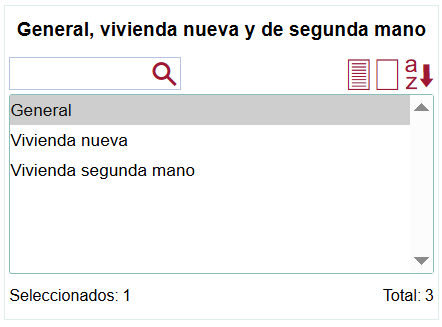 General, vivienda nueva y de segunda mano
a
z
General
Vivienda nueva
Vivienda segunda mano
Seleccionados: 1 Total: 3